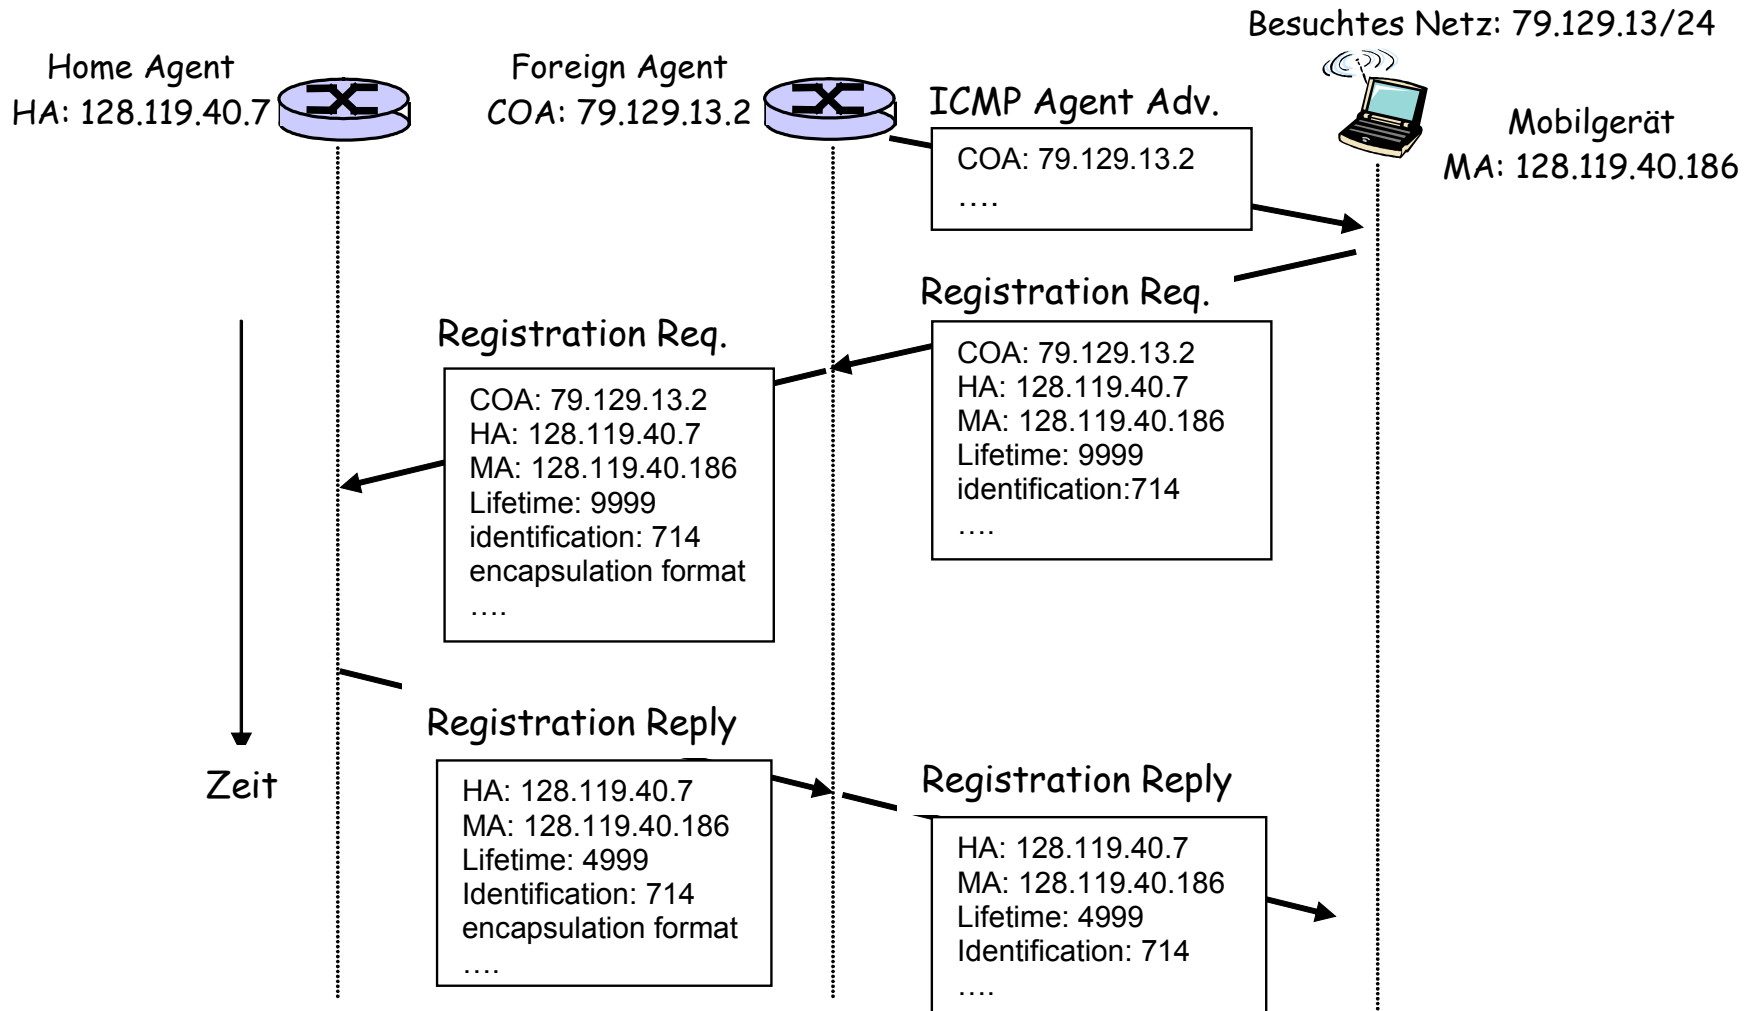 Besuchtes Netz: 79.129.13/24
Home Agent
HA: 128.119.40.7
Foreign Agent
COA: 79.129.13.2
ICMP Agent Adv.
COA: 79.129.13.2
….
Mobilgerät
MA: 128.119.40.186
Registration Req.
COA: 79.129.13.2
HA: 128.119.40.7
MA: 128.119.40.186
Lifetime: 9999
identification:714
….
Registration Req.
COA: 79.129.13.2
HA: 128.119.40.7
MA: 128.119.40.186
Lifetime: 9999
identification: 714
encapsulation format
….
Zeit
Registration Reply
HA: 128.119.40.7
MA: 128.119.40.186
Lifetime: 4999
Identification: 714
encapsulation format
….
Registration Reply
HA: 128.119.40.7
MA: 128.119.40.186
Lifetime: 4999
Identification: 714
….